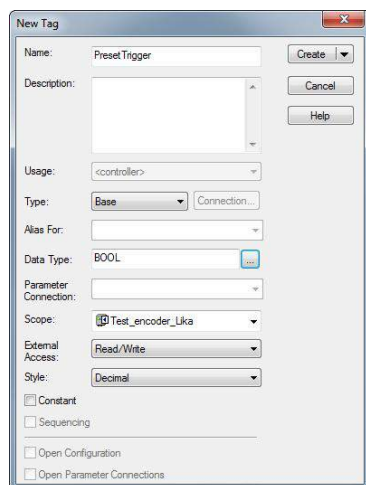 New Tag
Name: PresetTrigger Create
Description: Cancel
Help
Usage: <controller>
Type: Base Connection...
Alias For:
Data Type: BOOL ...
Parameter
Connection:
Scope: Test_encoder_Lika
External
Access: Read/Write
Style: Decimal
Constant
Sequencing
Open Configuration
Open Parameter Connections